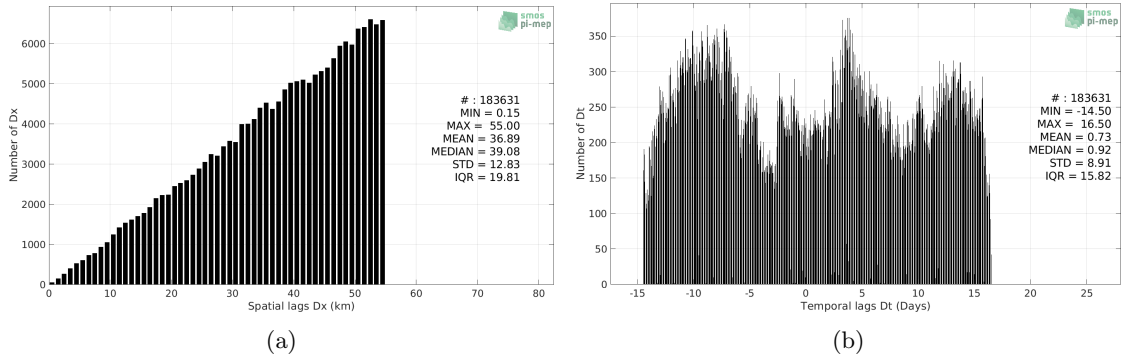 smos
pi-mep
Number of Dx
6000
5000
4000
3000
2000
1000
0
# : 183631
MIN = 0.15
MAX = 55.00
MEAN = 36.89
MEDIAN = 39.08
STD = 12.83
IQR = 19.81
0 10 20 30 40 50 60 70 80
Spatial lags Dx (km)
(a)
smos
pi-mep
Number of Dt
350
300
250
200
150
100
50
0
# : 183631
MIN = -14.50
MAX = 16.50
MEAN = 0.73
MEDIAN = 0.92
STD = 8.91
IQR = 15.82
-15 -10 -5 0 5 10 15 20 25
Temporal lags Dt (Days)
(b)